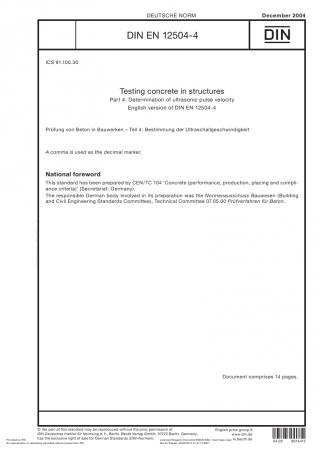 DEUTSCHE NORM
December 2004
DIN EN 12504-4
DIN
ICS 91.100.30
Testing concrete in structures
Part 4: Determination of ultrasonic pulse velocity
English version of DIN EN 12504-4
Prüfung von Beton in Bauwerken – Teil 4: Bestimmung der Ultraschallgeschwindigkeit
A comma is used as the decimal marker.
National foreword
This standard has been prepared by CEN/TC 104 ‘Concrete (performance, production, placing and compli-
ance criteria)’ (Secretariat: Germany).
The responsible German body involved in its preparation was the Normenausschuss Bauwesen (Building
and Civil Engineering Standards Committee), Technical Committee 07.05.00 Prüfverfahren für Beton.
Document comprises 14 pages.
© No part of this standard may be reproduced without the prior permission of
DIN Deutsches Institut für Normung e. V., Berlin. Beuth Verlag GmbH, 10772 Berlin, Germany,
has the exclusive right of sale for German Standards (DIN-Normen).
English price group 9
www.din.de
www.beuth.de